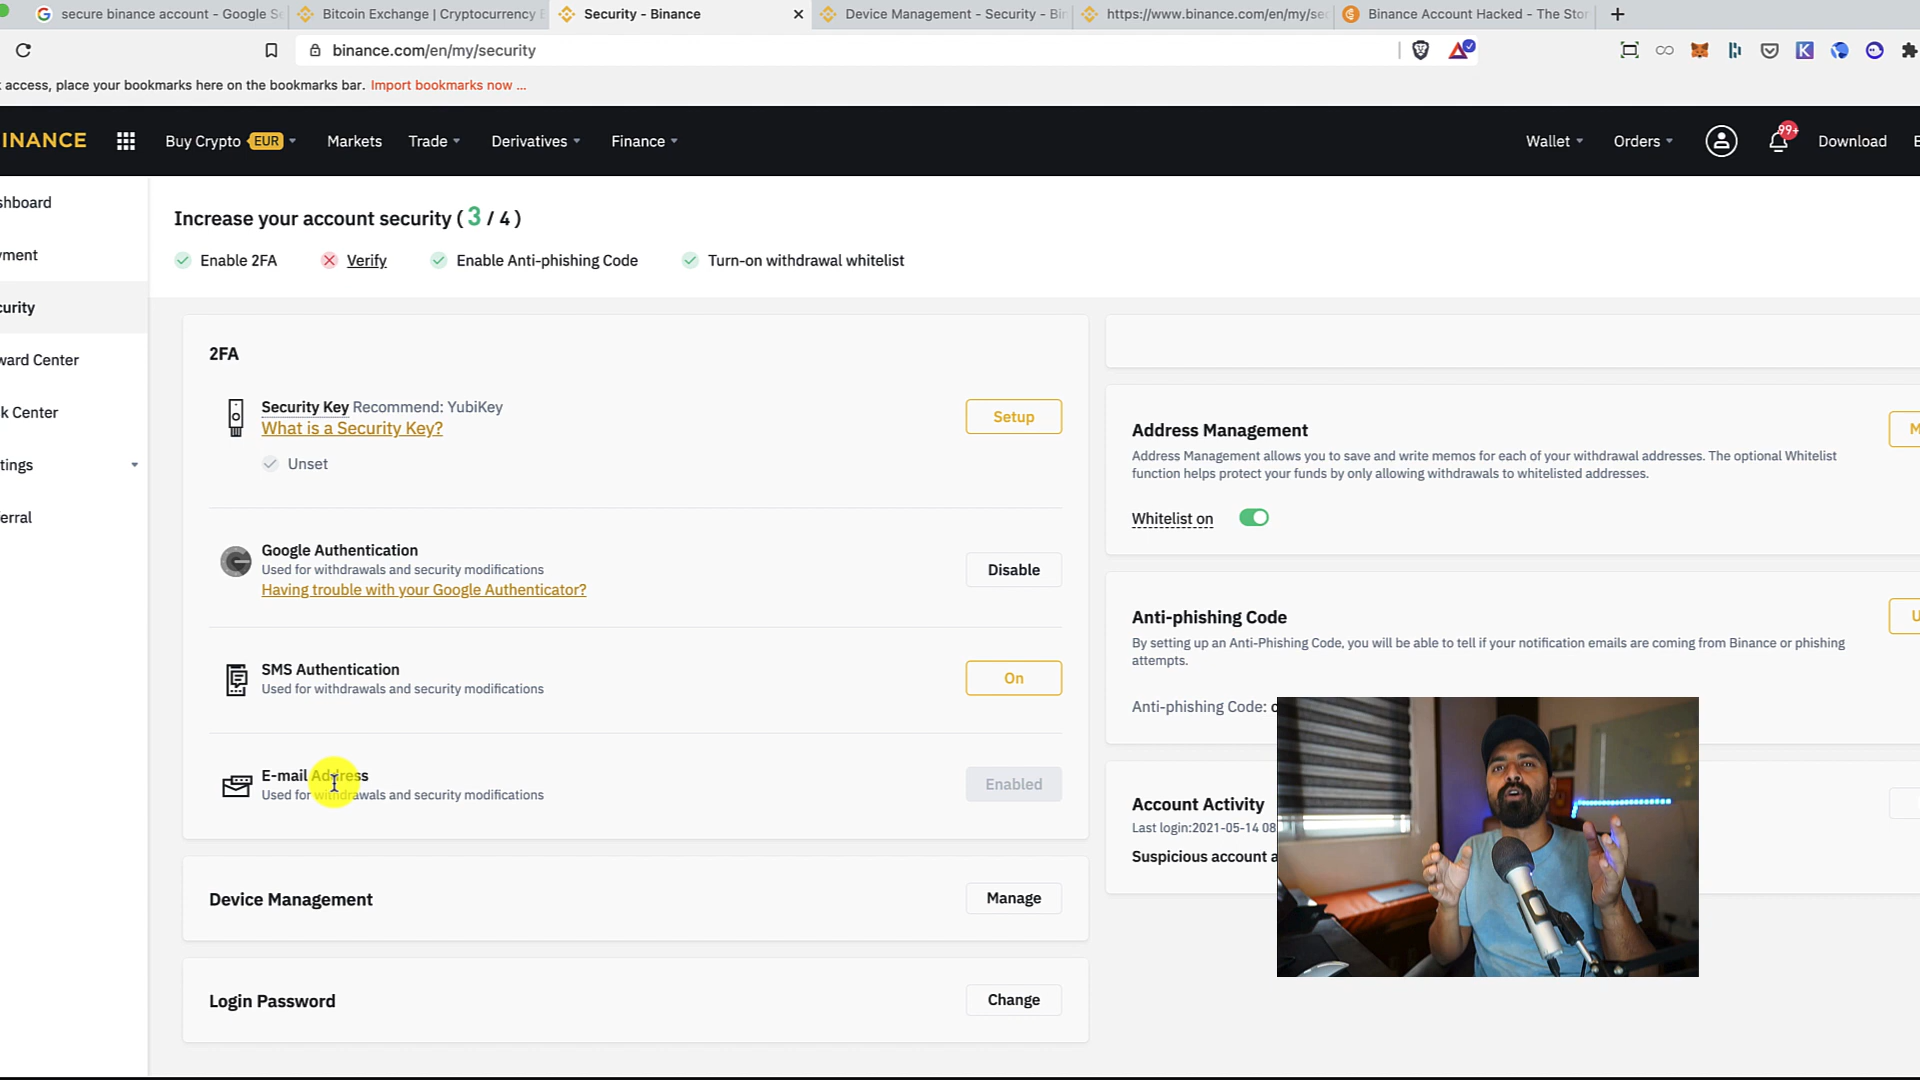 secure binance account - Google Se
Bitcoin Exchange | Cryptocurrency E
Security - Binance
Device Management - Security - Bin
https://www.binance.com/en/my/sec
Binance Account Hacked - The Stor
binance.com/en/my/security
access, place your bookmarks here on the bookmarks bar. Import bookmarks now ...
INANCE
Buy Crypto EUR
Markets
Trade
Derivatives
Finance
Wallet
Orders
99+
Download
shboard
yment
curity
ward Center
k Center
tings
erral
Increase your account security ( 3 / 4 )
Enable 2FA
Verify
Enable Anti-phishing Code
Turn-on withdrawal whitelist
2FA
Security Key Recommend: YubiKey
What is a Security Key?
Unset
Setup
Google Authentication
Used for withdrawals and security modifications
Having trouble with your Google Authenticator?
Disable
SMS Authentication
Used for withdrawals and security modifications
On
E-mail Address
Used for withdrawals and security modifications
Enabled
Device Management
Manage
Login Password
Change
Address Management
Address Management allows you to save and write memos for each of your withdrawal addresses. The optional Whitelist
function helps protect your funds by only allowing withdrawals to whitelisted addresses.
Whitelist on
M
Anti-phishing Code
By setting up an Anti-Phishing Code, you will be able to tell if your notification emails are coming from Binance or phishing
attempts.
Anti-phishing Code:
U
Account Activity
Last login:2021-05-14 08
Suspicious account a